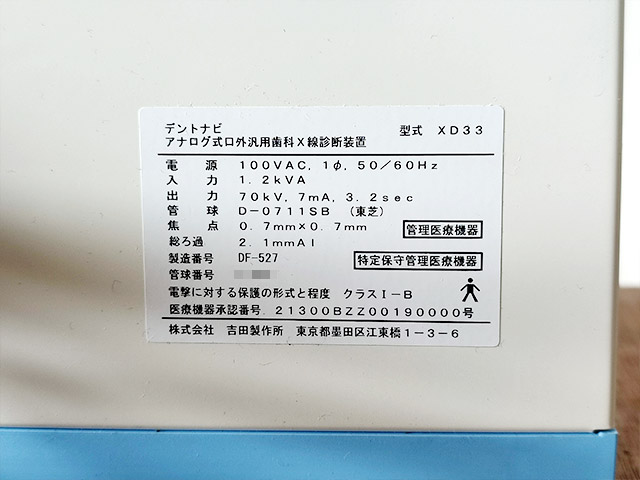 デントナビ 型式 XD33
アナログ式口外汎用歯科X線診断装置
電源 100VAC, 1φ, 50/60Hz
入力 1.2kVA
出力 70kV, 7mA, 3.2sec
管球 D-0711SB (東芝)
焦点 0.7mm×0.7mm 管理医療機器
総ろ過 2.1mmAl
製造番号 DF-527 特定保守管理医療機器
管球番号
電撃に対する保護の形式と程度 クラスI-B
医療機器承認番号 21300BZZ00190000号
株式会社 吉田製作所 東京都墨田区江東橋1-3-6